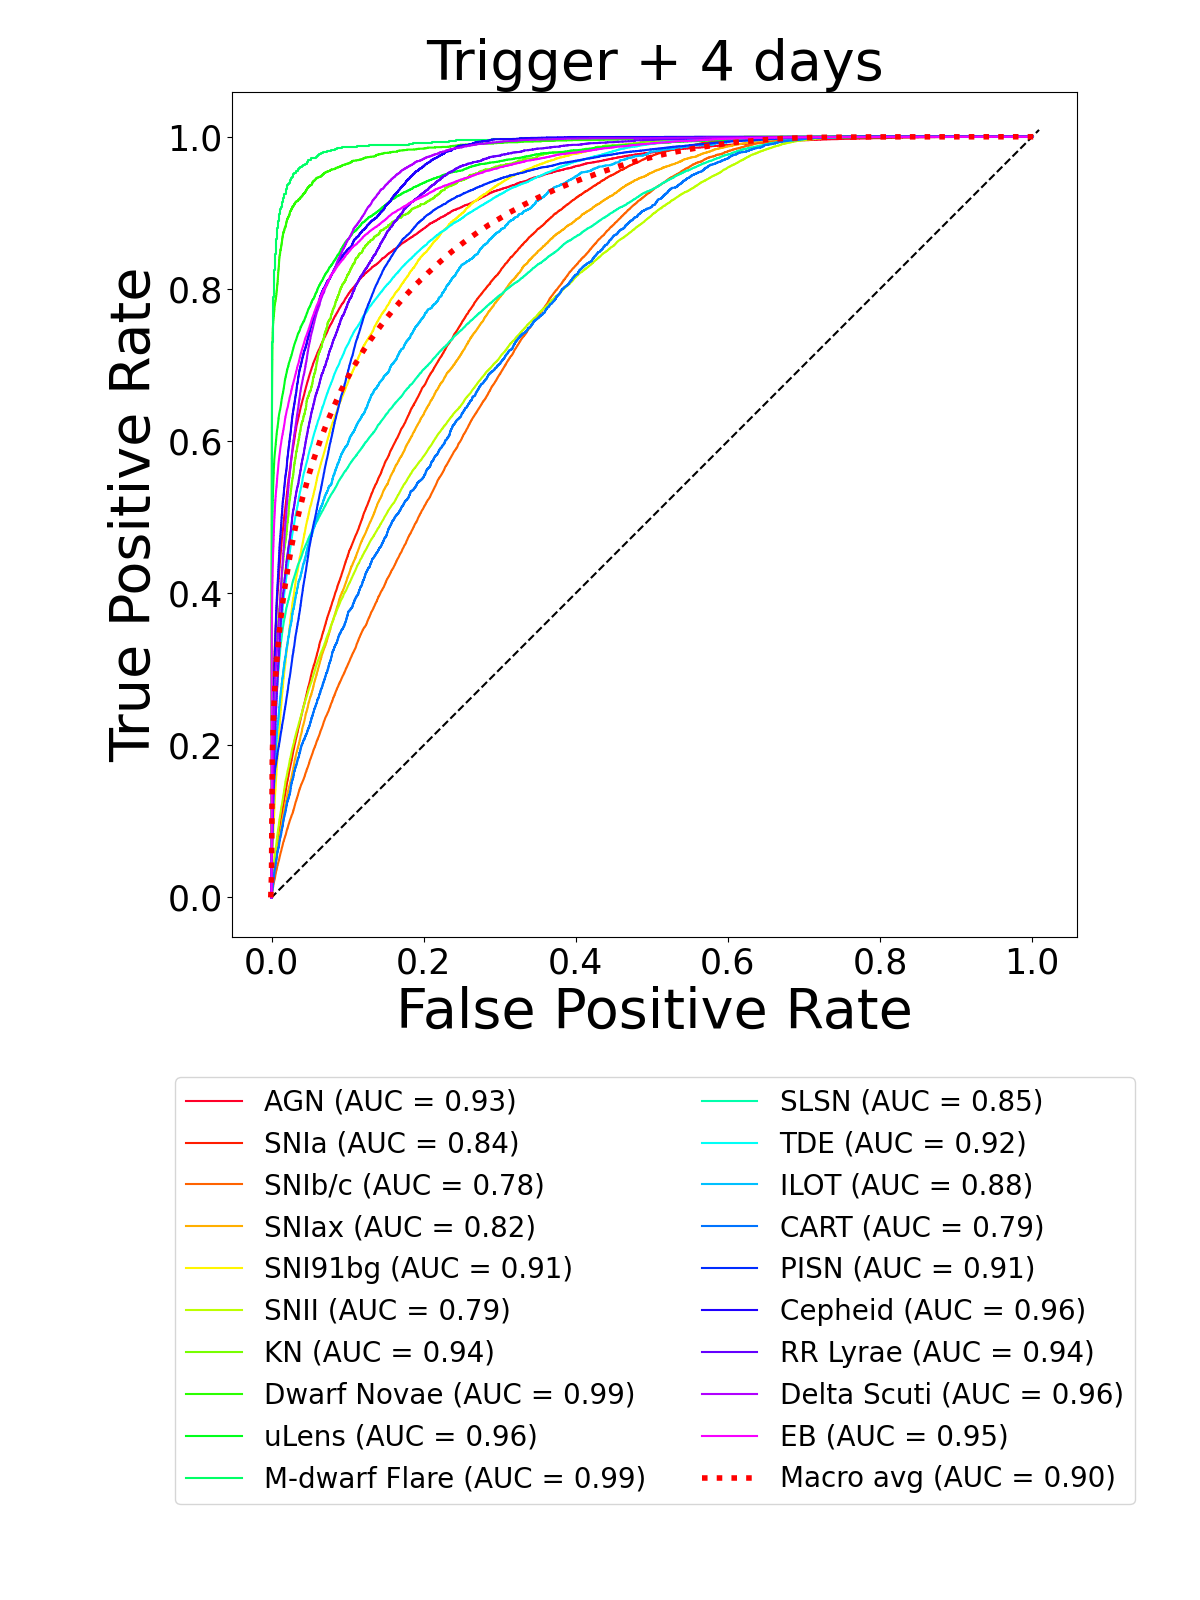 Trigger + 4 days
True Positive Rate
1.0
0.8
0.6
0.4
0.2
0.0
0.0 0.2 0.4 0.6 0.8 1.0
False Positive Rate
AGN (AUC = 0.93)
SNIa (AUC = 0.84)
SNIb/c (AUC = 0.78)
SNIax (AUC = 0.82)
SNI91bg (AUC = 0.91)
SNII (AUC = 0.79)
KN (AUC = 0.94)
Dwarf Novae (AUC = 0.99)
uLens (AUC = 0.96)
M-dwarf Flare (AUC = 0.99)
SLSN (AUC = 0.85)
TDE (AUC = 0.92)
ILOT (AUC = 0.88)
CART (AUC = 0.79)
PISN (AUC = 0.91)
Cepheid (AUC = 0.96)
RR Lyrae (AUC = 0.94)
Delta Scuti (AUC = 0.96)
EB (AUC = 0.95)
Macro avg (AUC = 0.90)